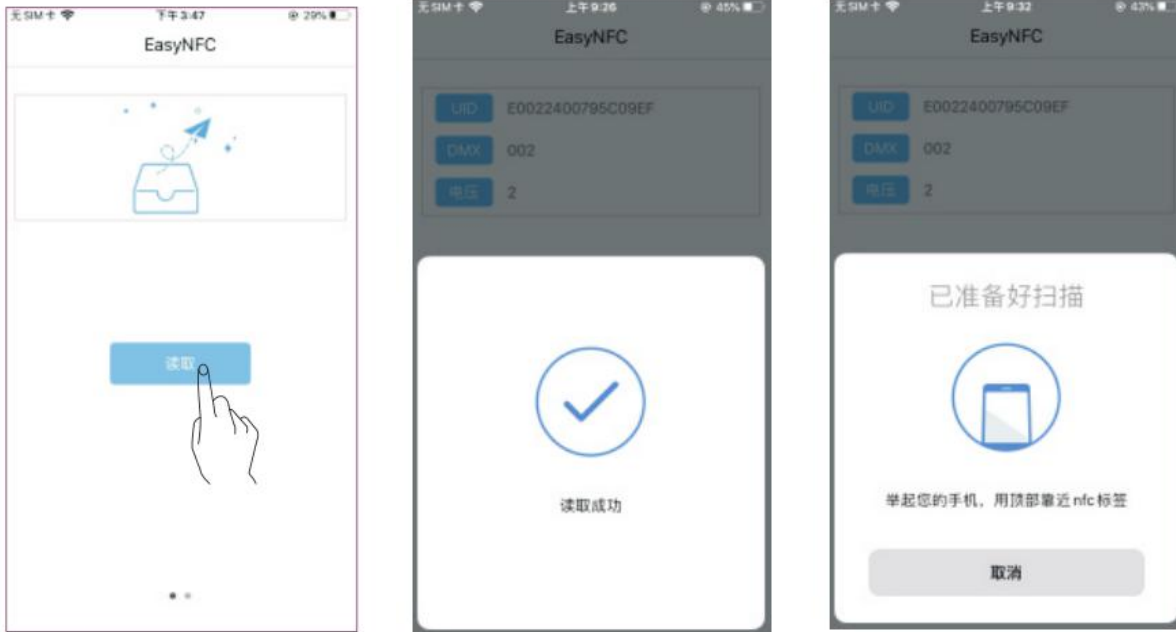 无SIM卡 下午3:47 29%
EasyNFC
读取
无SIM卡 上午9:26 45%
EasyNFC
UID E0022400795C09EF
DMX 002
电压 2
读取成功
无SIM卡 上午9:32 43%
EasyNFC
UID E0022400795C09EF
DMX 002
电压 2
已准备好扫描
举起您的手机，用顶部靠近nfc标签
取消